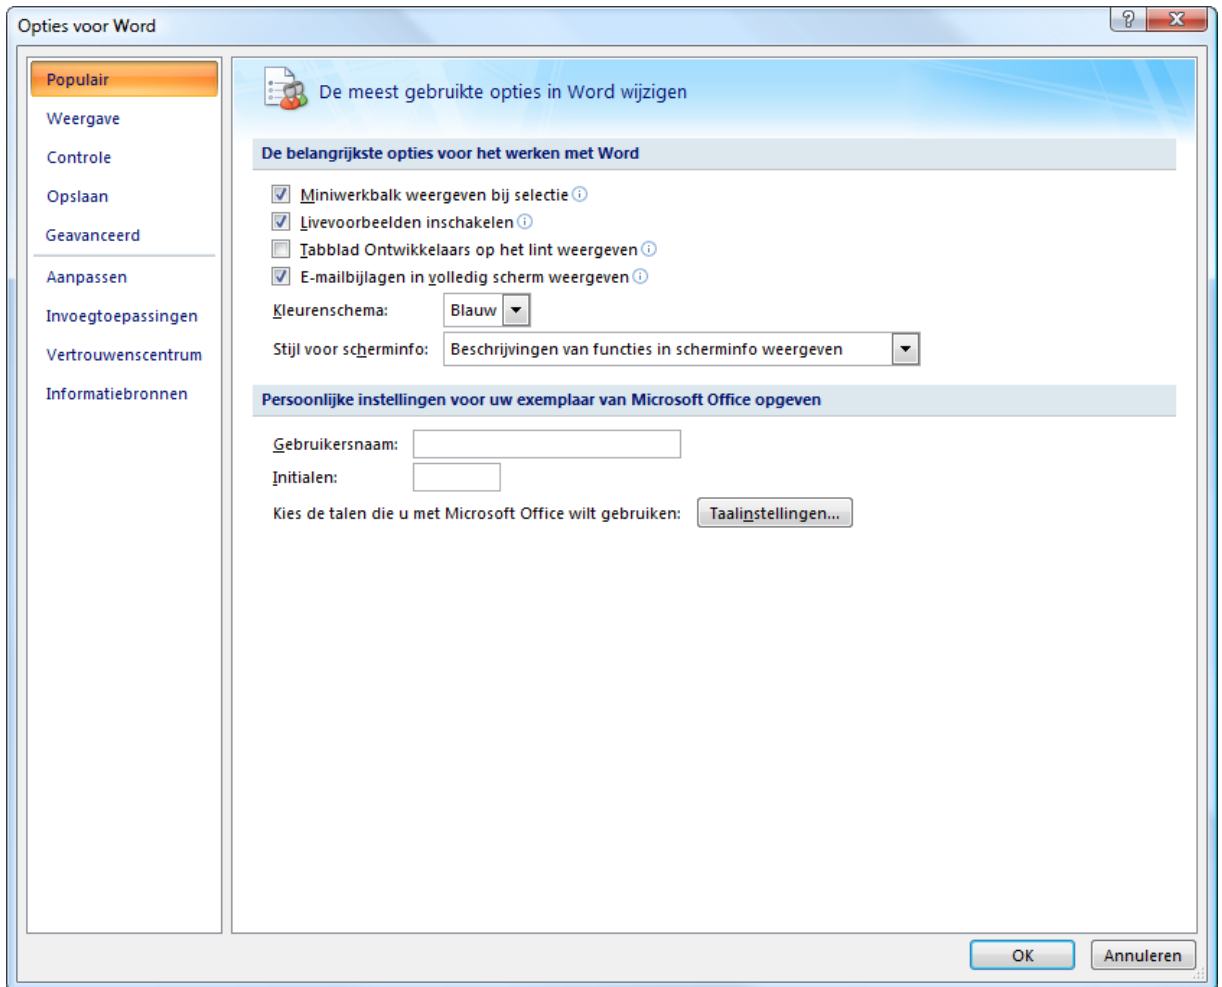 Opties voor Word
Populair
Weergave
Controle
Opslaan
Geavanceerd
Aanpassen
Invoegtoepassingen
Vertrouwenscentrum
Informatiebronnen
De meest gebruikte opties in Word wijzigen
De belangrijkste opties voor het werken met Word
Miniwerkbalk weergeven bij selectie
Livevoorbeelden inschakelen
Tabblad Ontwikkelaars op het lint weergeven
E-mailbijlagen in volledig scherm weergeven
Kleurenschema: Blauw
Stijl voor scherminfo: Beschrijvingen van functies in scherminfo weergeven
Persoonlijke instellingen voor uw exemplaar van Microsoft Office opgeven
Gebruikersnaam:
Initialen:
Kies de talen die u met Microsoft Office wilt gebruiken: Taalinstellingen...
OK Annuleren